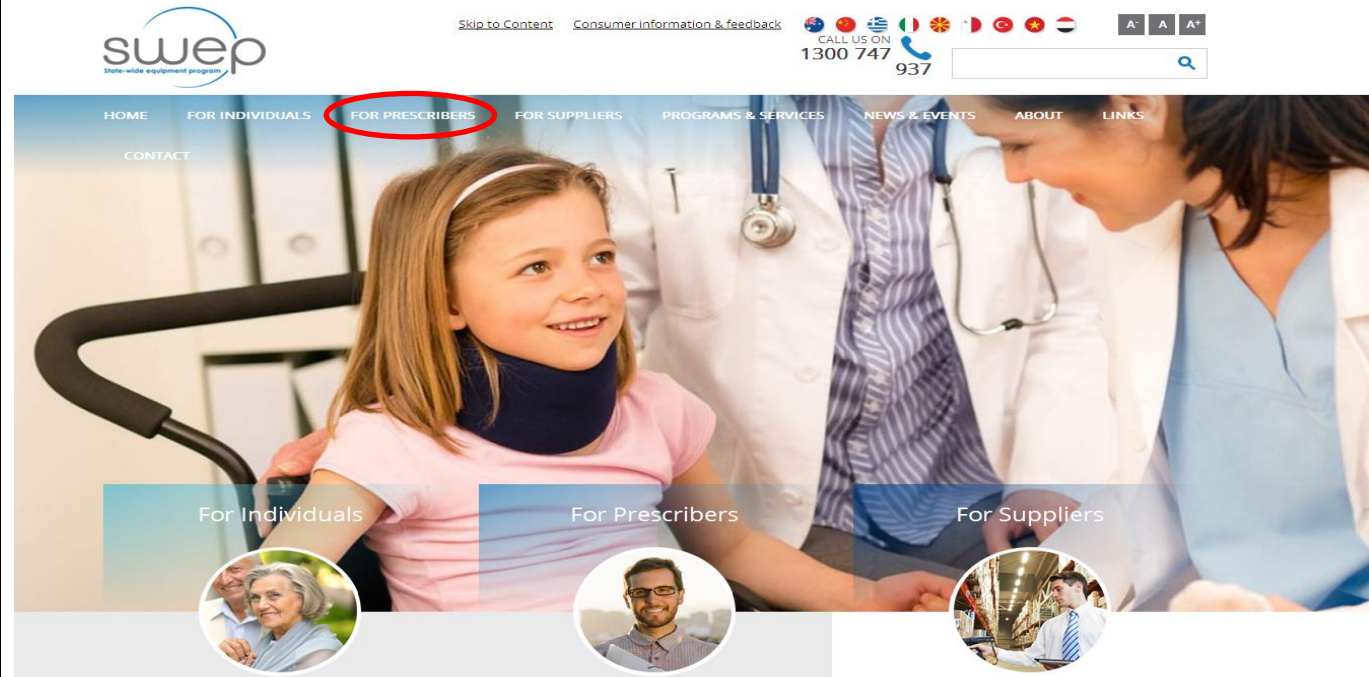 swep
State-wide equipment program
Skip to Content Consumer information & feedback
CALL US ON
1300 747
937
A- A A+
HOME FOR INDIVIDUALS FOR PRESCRIBERS FOR SUPPLIERS PROGRAMS & SERVICES NEWS & EVENTS ABOUT LINKS
CONTACT
For Individuals For Prescribers For Suppliers